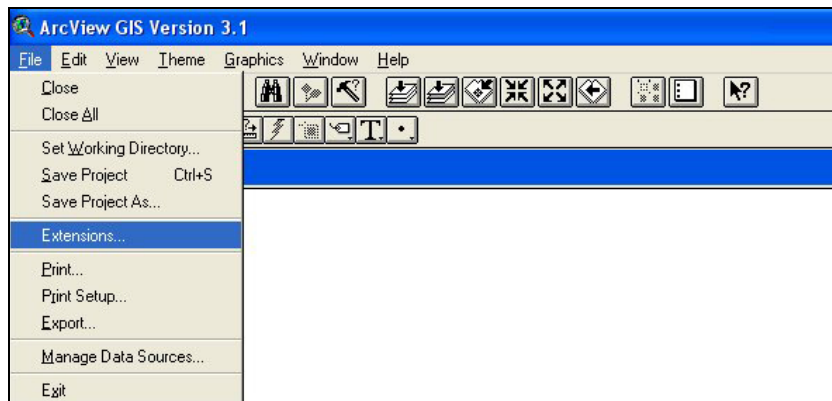 ArcView GIS Version 3.1
File Edit View Theme Graphics Window Help
Close
Close All
Set Working Directory...
Save Project Ctrl+S
Save Project As...
Extensions...
Print...
Print Setup...
Export...
Manage Data Sources...
Exit
T